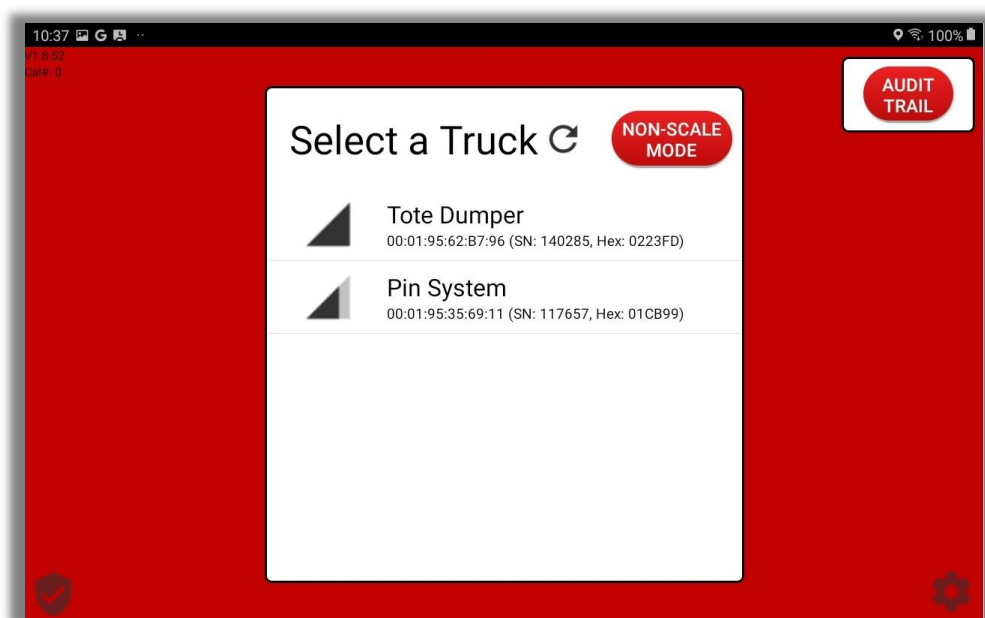 10:37 G ··
100%
V1.8.52
Cal#: 0
AUDIT
TRAIL
Select a Truck
NON-SCALE
MODE
Tote Dumper
00:01:95:62:B7:96 (SN: 140285, Hex: 0223FD)
Pin System
00:01:95:35:69:11 (SN: 117657, Hex: 01CB99)